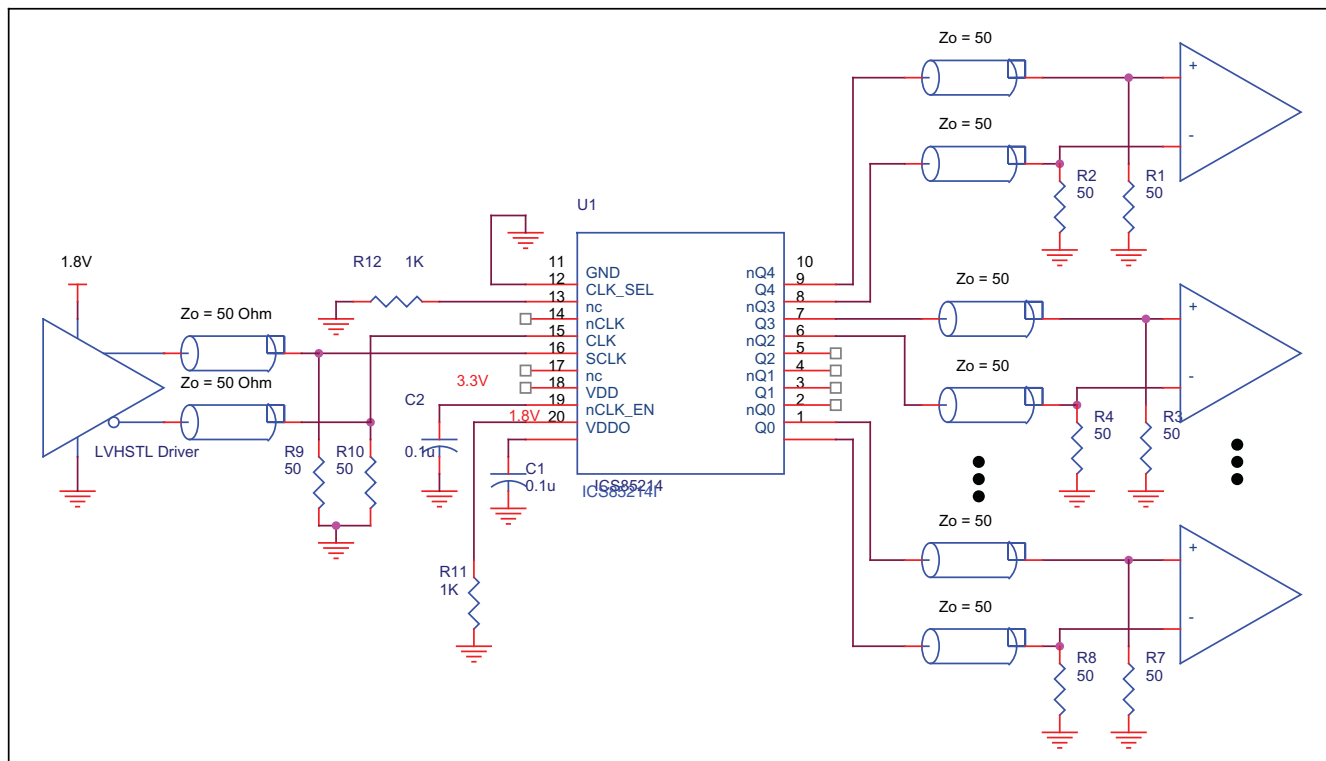 Zo = 50
+
Zo = 50
-
R2
50
R1
50
U1
1.8V
R12 1K
11
GND
12
CLK_SEL
13
nc
14
nCLK
15
CLK
16
SCLK
17
nc
18
VDD
19
nCLK_EN
20
VDDO
10
nQ4
9
Q4
8
nQ3
7
Q3
6
nQ2
5
Q2
4
nQ1
3
Q1
2
nQ0
1
Q0
Zo = 50 Ohm
Zo = 50 Ohm
LVHSTL Driver
3.3V
1.8V
C2
0.1u
C1
0.1u
R9
50
R10
50
R11
1K
ICS85214
ICS85214I
Zo = 50
+
Zo = 50
-
R4
50
R3
50
Zo = 50
+
Zo = 50
-
R8
50
R7
50